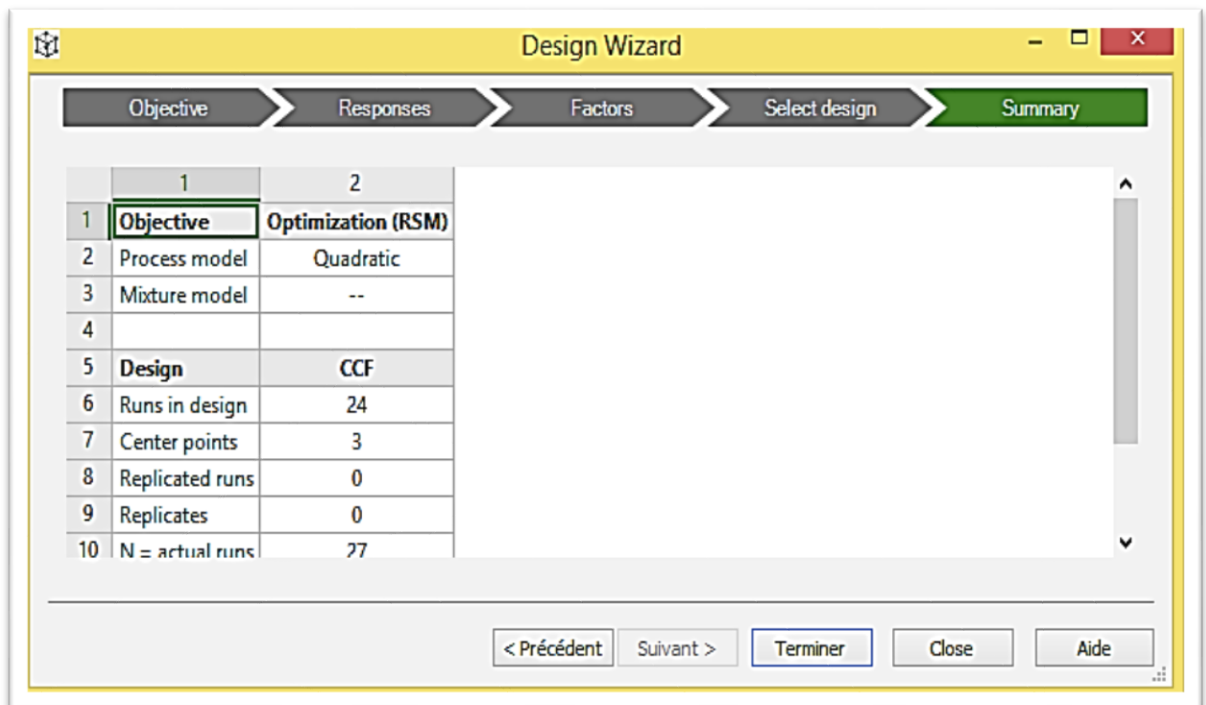 Design Wizard
Objective Responses Factors Select design Summary
1 2
1 Objective Optimization (RSM)
2 Process model Quadratic
3 Mixture model --
4
5 Design CCF
6 Runs in design 24
7 Center points 3
8 Replicated runs 0
9 Replicates 0
10 N = actual runs 27
< Précédent Suivant > Terminer Close Aide